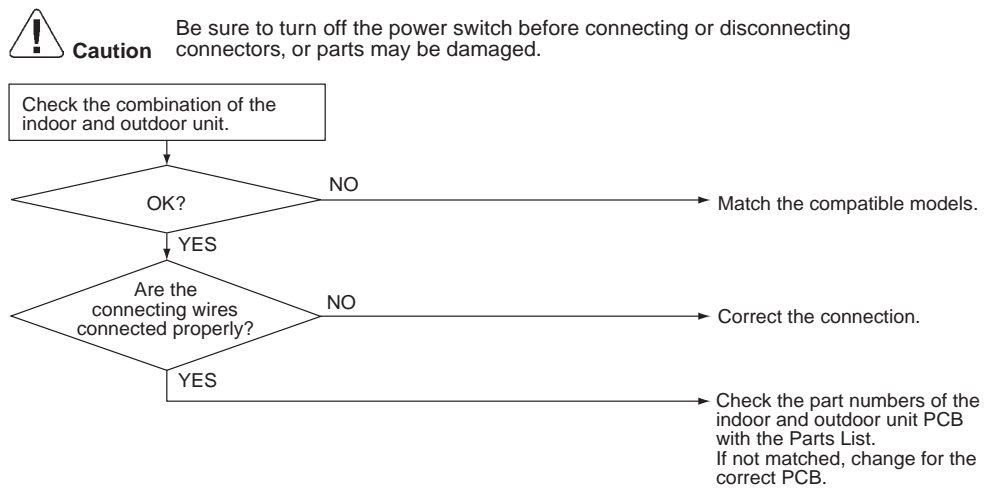 Caution
Be sure to turn off the power switch before connecting or disconnecting
connectors, or parts may be damaged.
Check the combination of the
indoor and outdoor unit.
OK?
NO
Match the compatible models.
YES
Are the
connecting wires
connected properly?
NO
Correct the connection.
YES
Check the part numbers of the
indoor and outdoor unit PCB
with the Parts List.
If not matched, change for the
correct PCB.